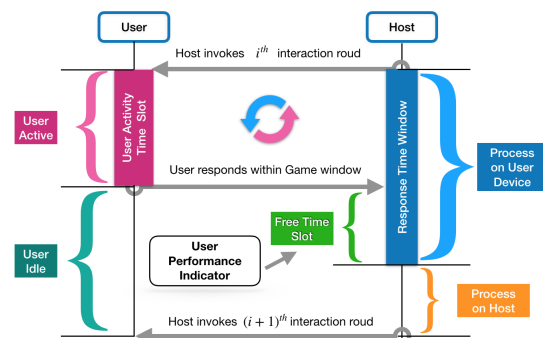 User
Host
Host invokes i^th interaction roud
User Activity
Time Slot
Response Time Window
User
Active
Process
on User
Device
User responds within Game window
Free Time
Slot
User
Performance
Indicator
User
Idle
Process
on Host
Host invokes (i + 1)^th interaction roud